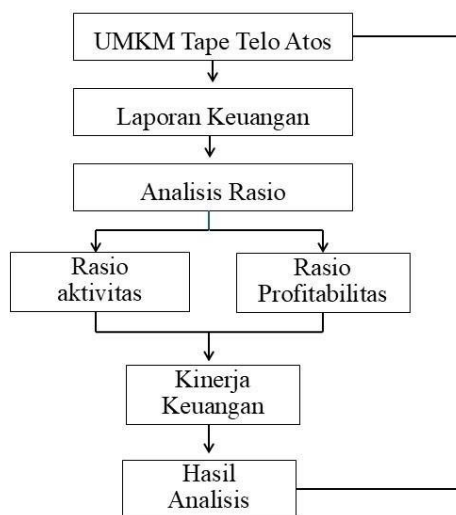 UMKM Tape Telo Atos
Laporan Keuangan
Analisis Rasio
Rasio
aktivitas
Rasio
Profitabilitas
Kinerja
Keuangan
Hasil
Analisis